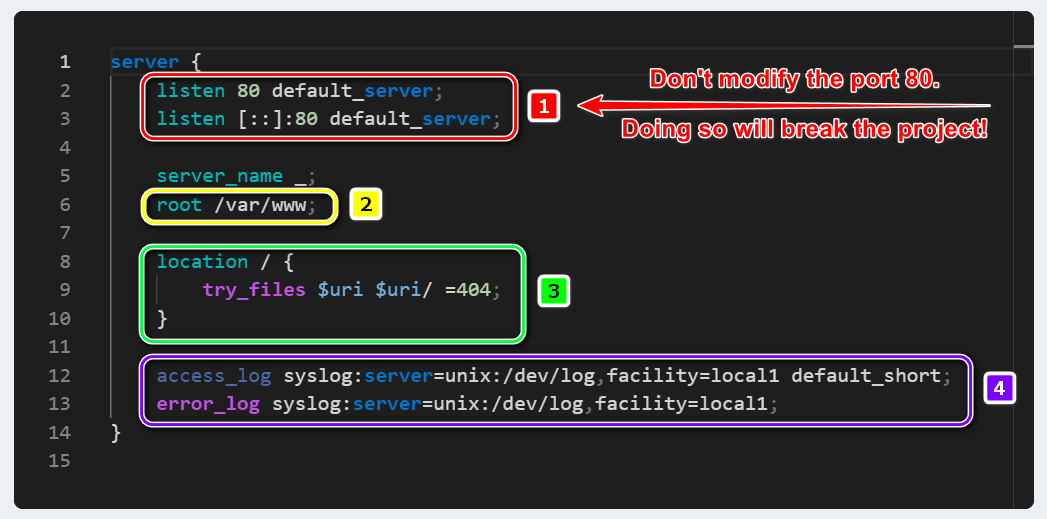 1 server {
2 listen 80 default_server;
3 listen [::]:80 default_server;
1
Don't modify the port 80.
Doing so will break the project!
4
5 server_name _;
6 root /var/www;
2
7
8 location / {
9 try_files $uri $uri/ =404;
10 }
3
11
12 access_log syslog:server=unix:/dev/log,facility=local1 default_short;
13 error_log syslog:server=unix:/dev/log,facility=local1;
4
14 }
15